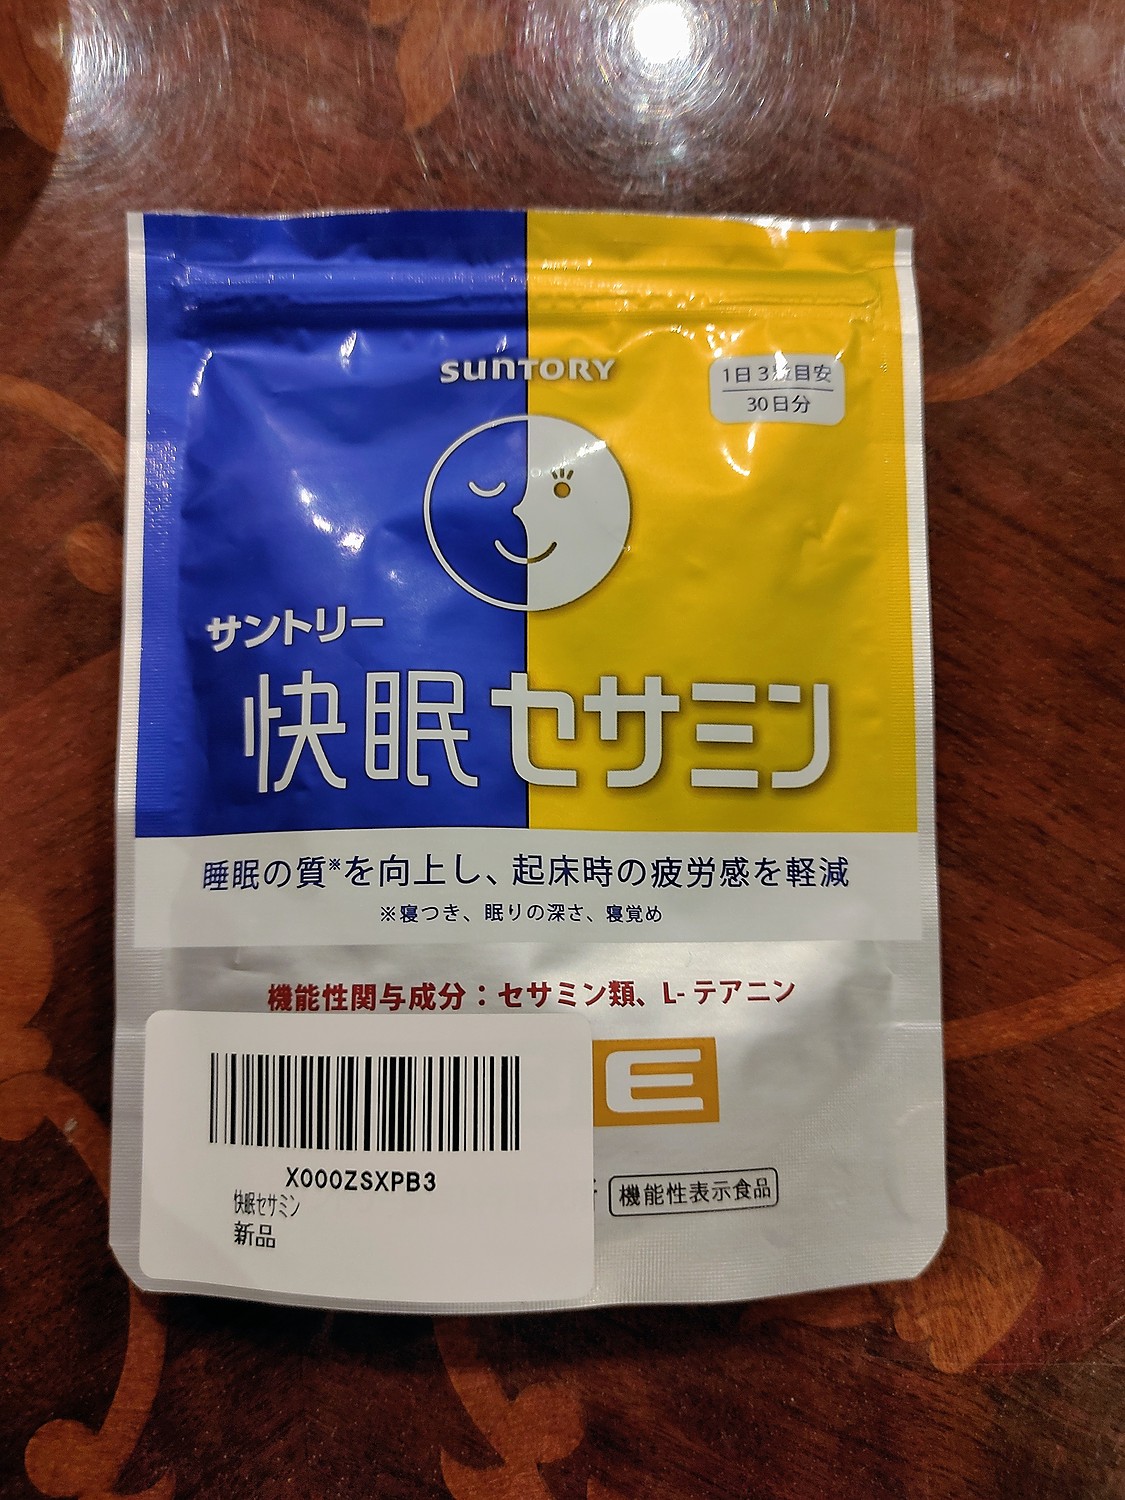 SUNTORY
1日3粒目安
30日分
サントリー
快眠セサミン
睡眠の質※を向上し、起床時の疲労感を軽減
※寝つき、眠りの深さ、寝覚め
機能性関与成分：セサミン類、L-テアニン
E
X000ZSXPB3
快眠セサミン
新品
機能性表示食品